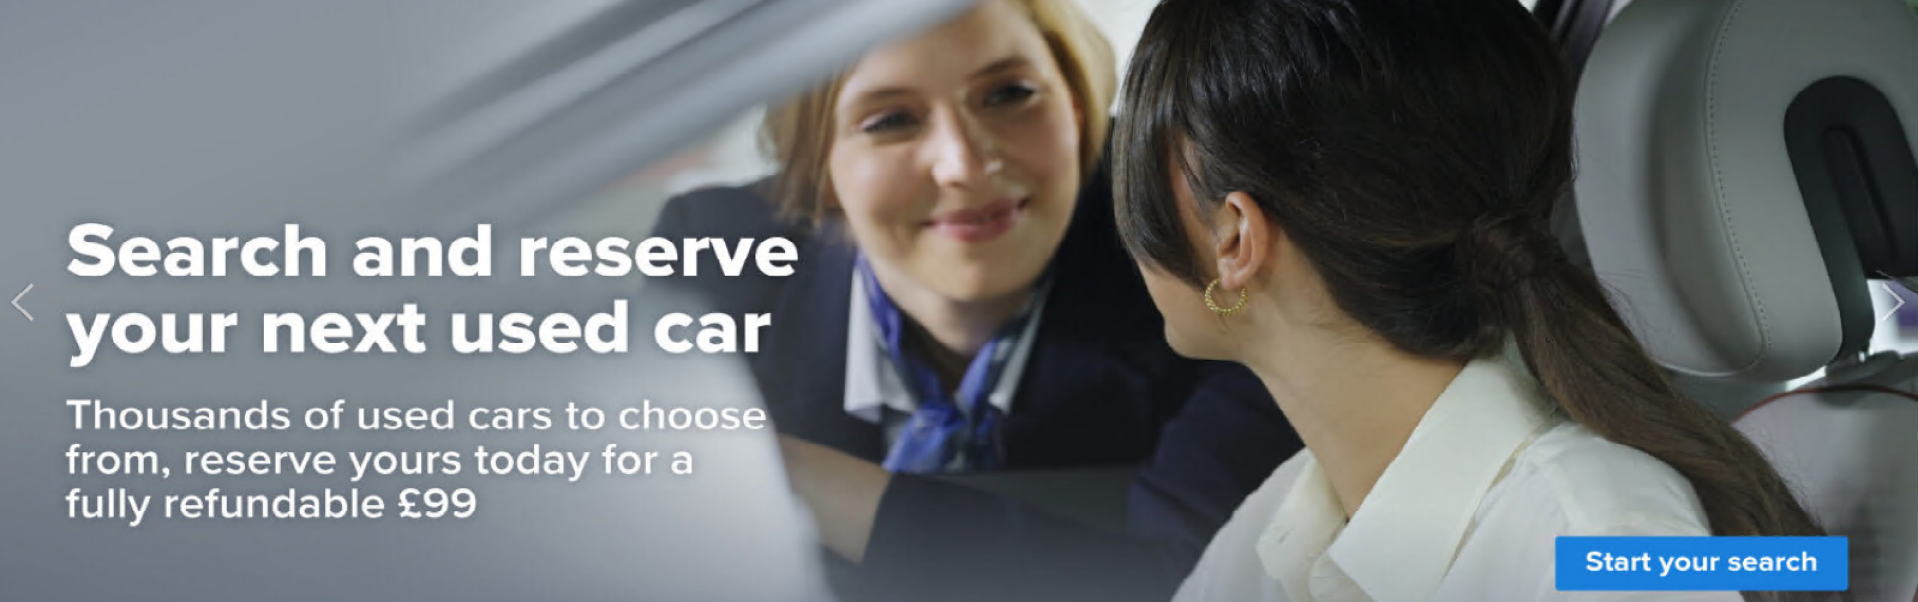 Search and reserve
your next used car
Thousands of used cars to choose
from, reserve yours today for a
fully refundable £99
Start your search